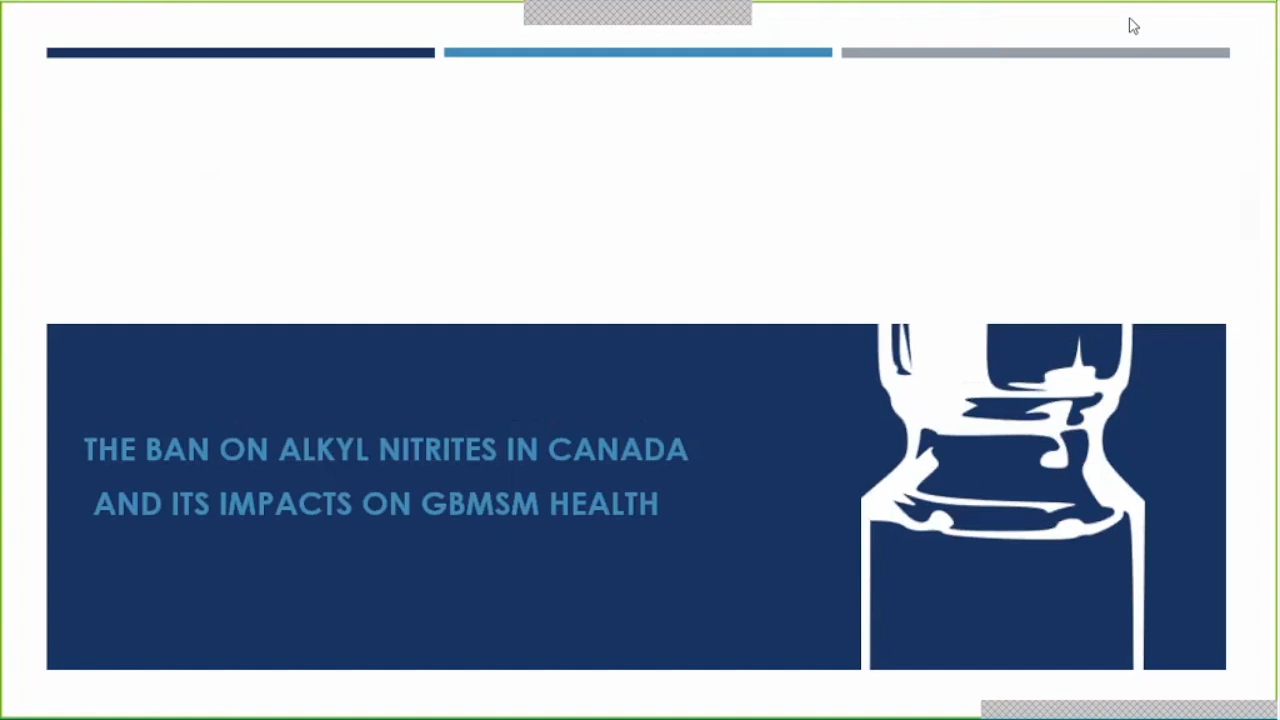 THE BAN ON ALKYL NITRITES IN CANADA
AND ITS IMPACTS ON GBMSM HEALTH